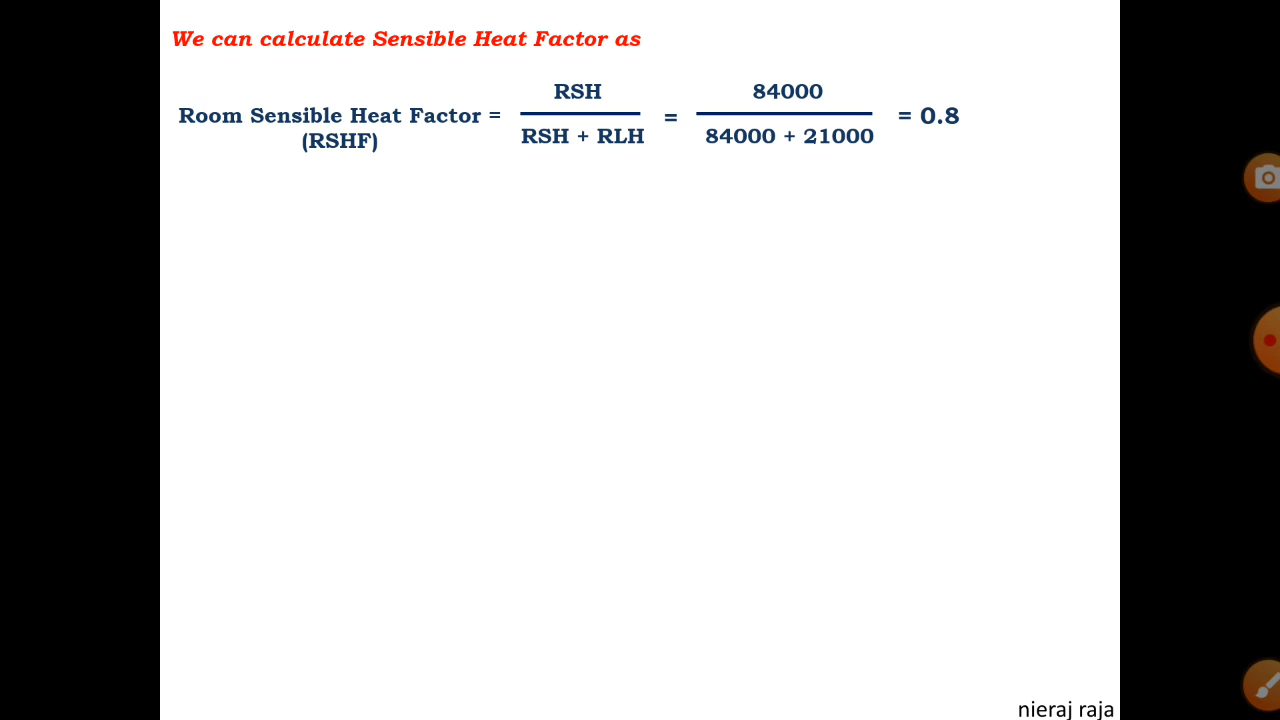 We can calculate Sensible Heat Factor as
Room Sensible Heat Factor = RSH / RSH + RLH = 84000 / 84000 + 21000 = 0.8
(RSHF)
nieraj raja